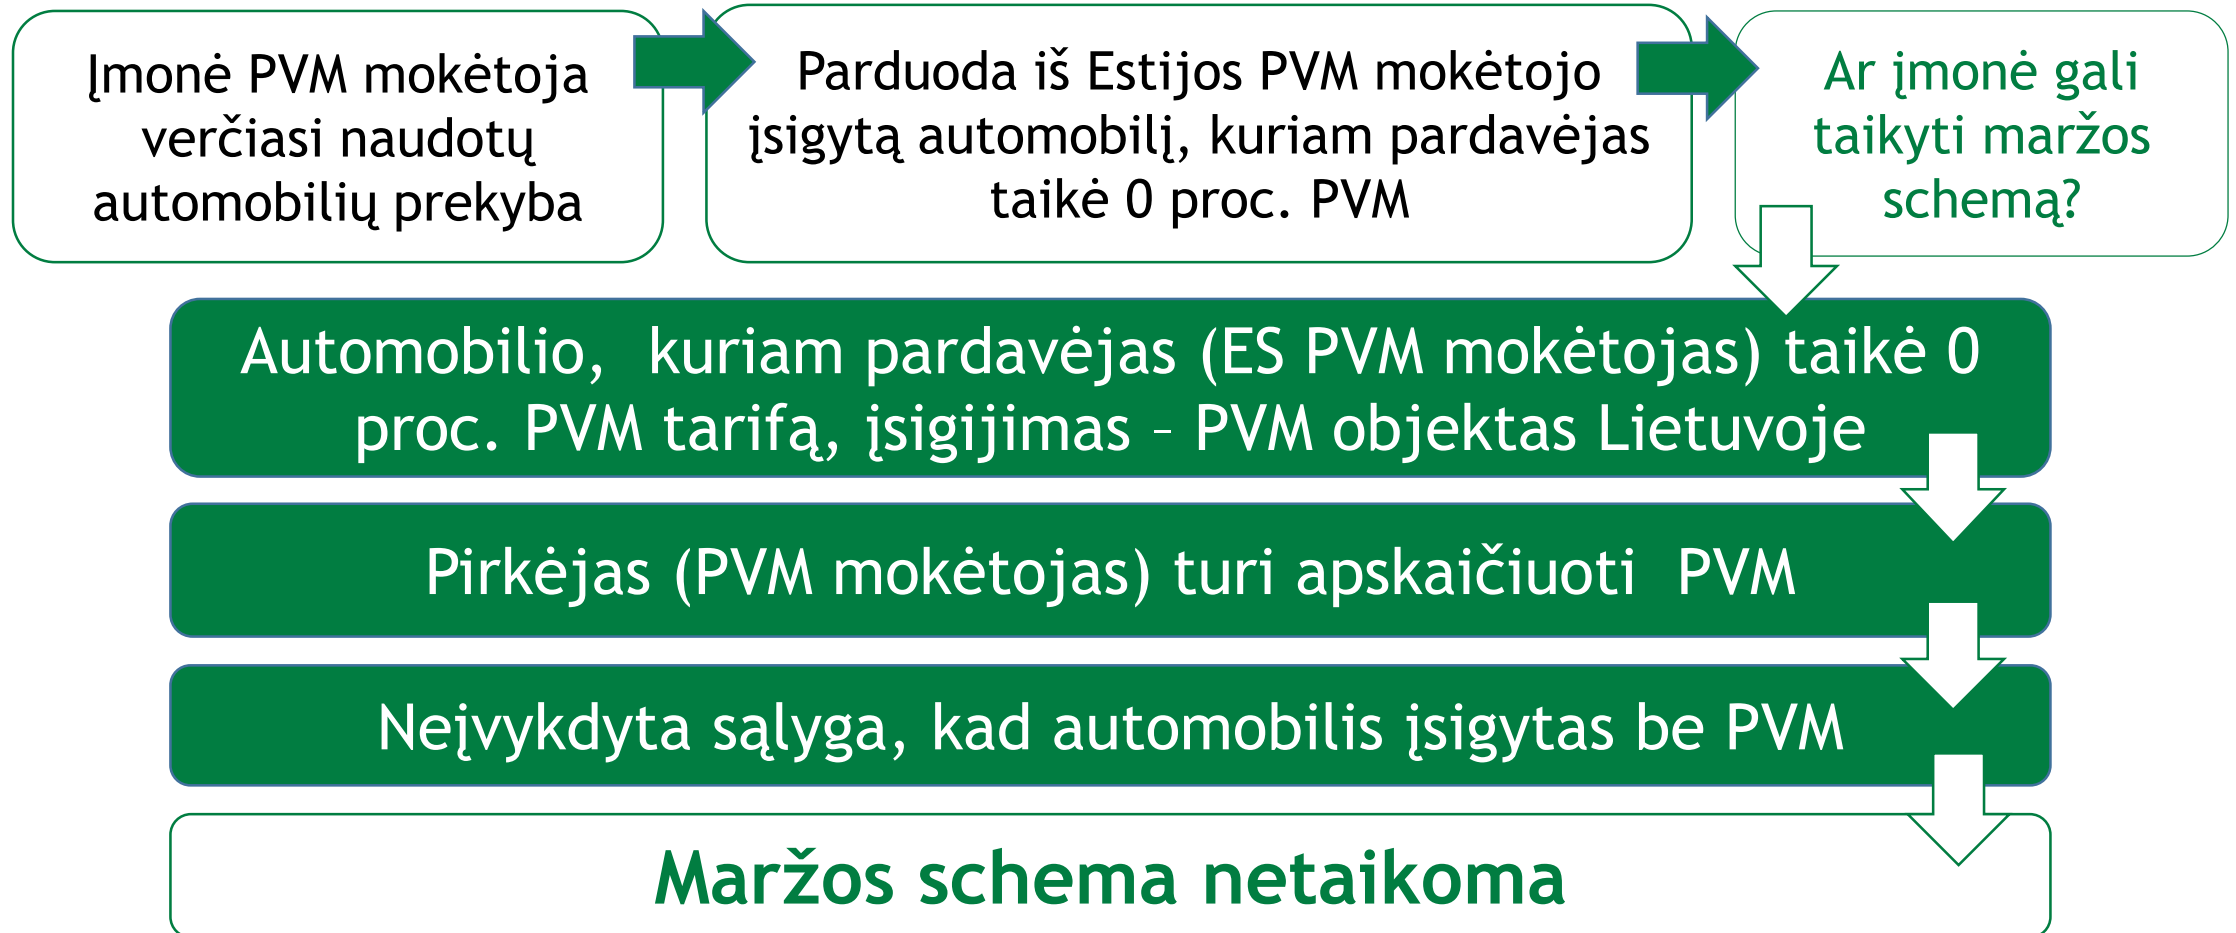 Įmonė PVM mokėtoja
verčiasi naudotų
automobilių prekyba
Parduoda iš Estijos PVM mokėtojo
įsigytą automobilį, kuriam pardavėjas
taikė 0 proc. PVM
Ar įmonė gali
taikyti maržos
schemą?
Automobilio, kuriam pardavėjas (ES PVM mokėtojas) taikė 0
proc. PVM tarifą, įsigijimas – PVM objektas Lietuvoje
Pirkėjas (PVM mokėtojas) turi apskaičiuoti PVM
Neįvykdyta sąlyga, kad automobilis įsigytas be PVM
Maržos schema netaikoma